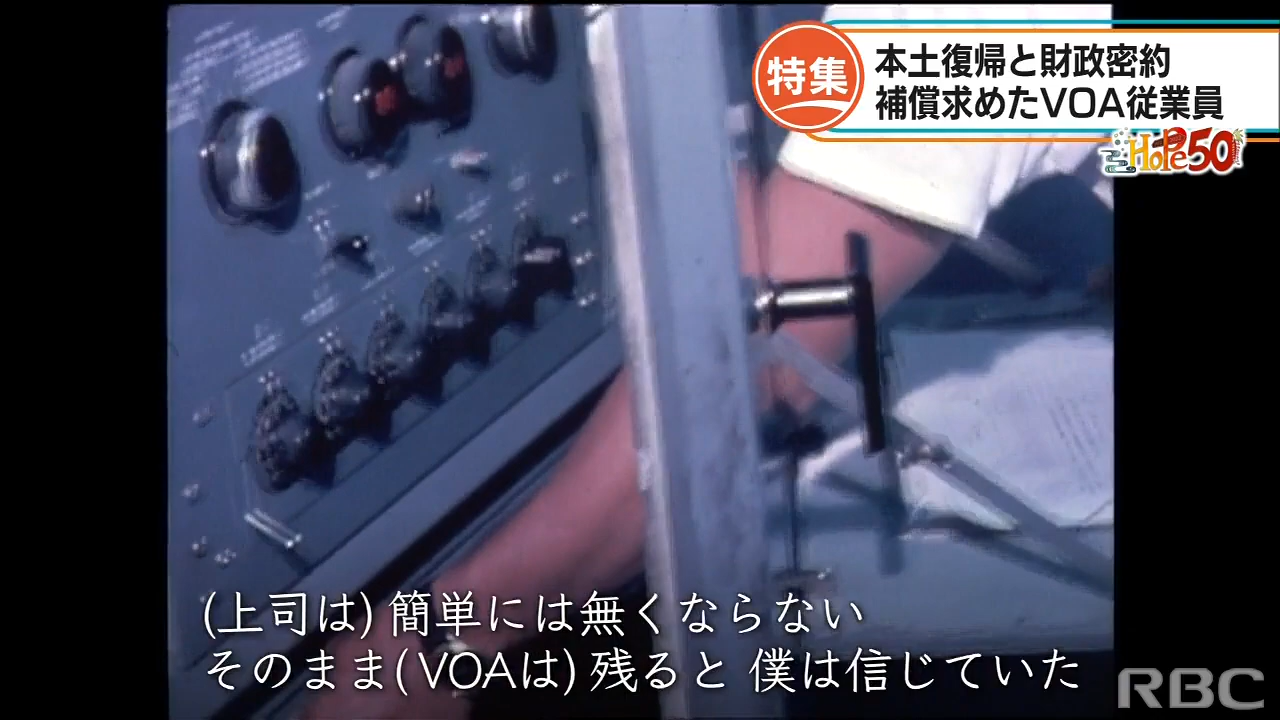 特集
本土復帰と財政密約
補償求めたVOA従業員
HoPe50
(上司は) 簡単には無くならない
そのまま(VOAは) 残ると 僕は信じていた
RBC